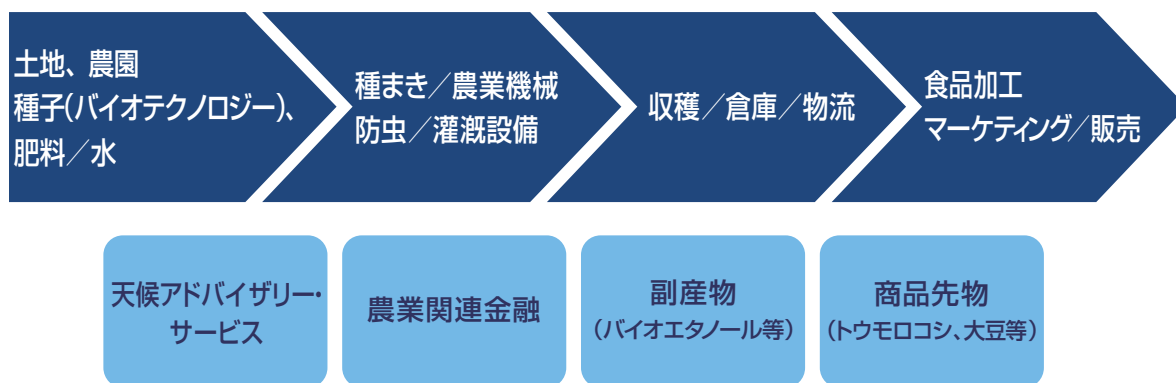 土地、農園
種子(バイオテクノロジー)、
肥料／水
種まき／農業機械
防虫／灌漑設備
収穫／倉庫／物流
食品加工
マーケティング／販売
天候アドバイザリー・
サービス
農業関連金融
副産物
(バイオエタノール等)
商品先物
(トウモロコシ、大豆等)